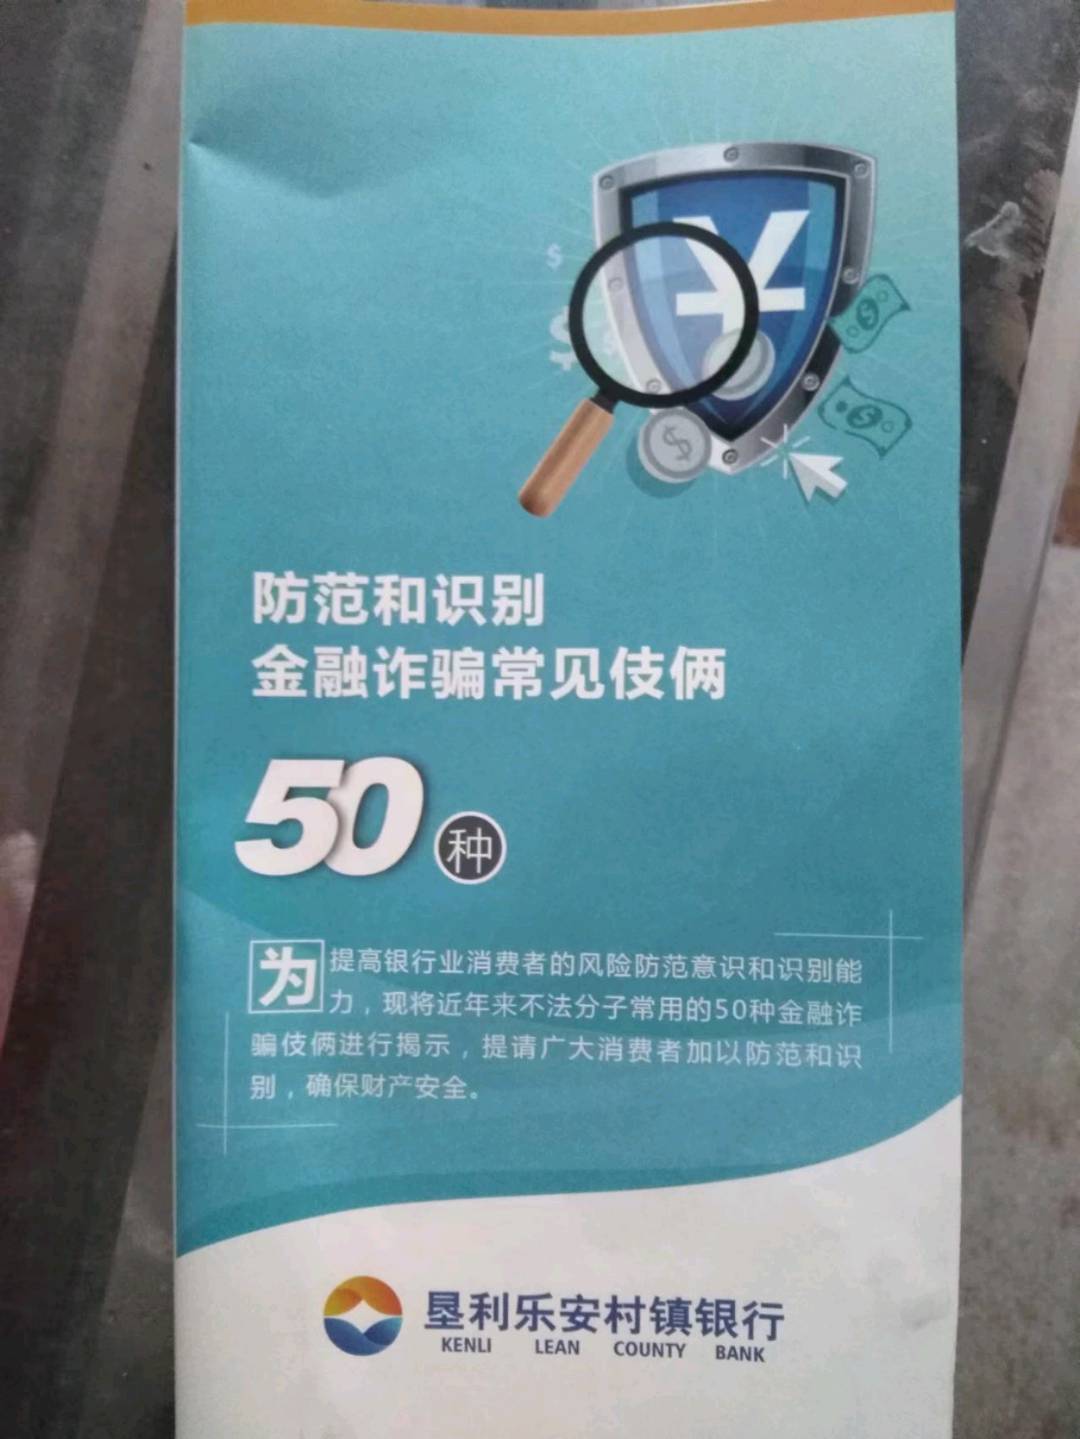 防范和识别
金融诈骗常见伎俩
50种
为提高银行业消费者的风险防范意识和识别能
力，现将近年来不法分子常用的50种金融诈
骗伎俩进行揭示，提请广大消费者加以防范和识
别，确保财产安全。
垦利乐安村镇银行
KENLI LEAN COUNTY BANK